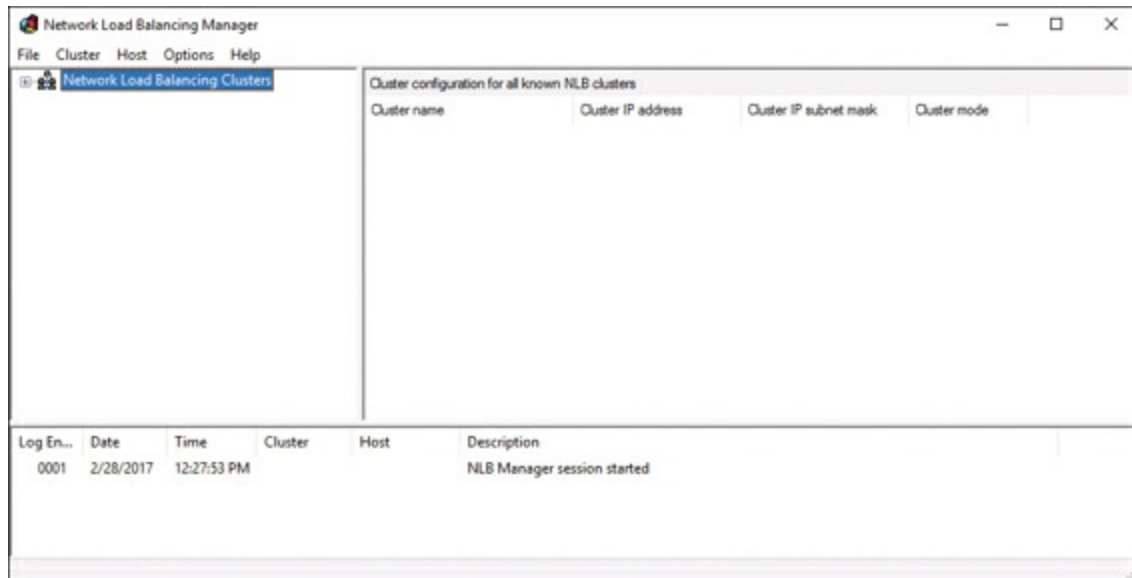 Network Load Balancing Manager
File Cluster Host Options Help
Network Load Balancing Clusters
Cluster configuration for all known NLB clusters
Cluster name Cluster IP address Cluster IP subnet mask Cluster mode
Log En... Date Time Cluster Host Description
0001 2/28/2017 12:27:53 PM NLB Manager session started